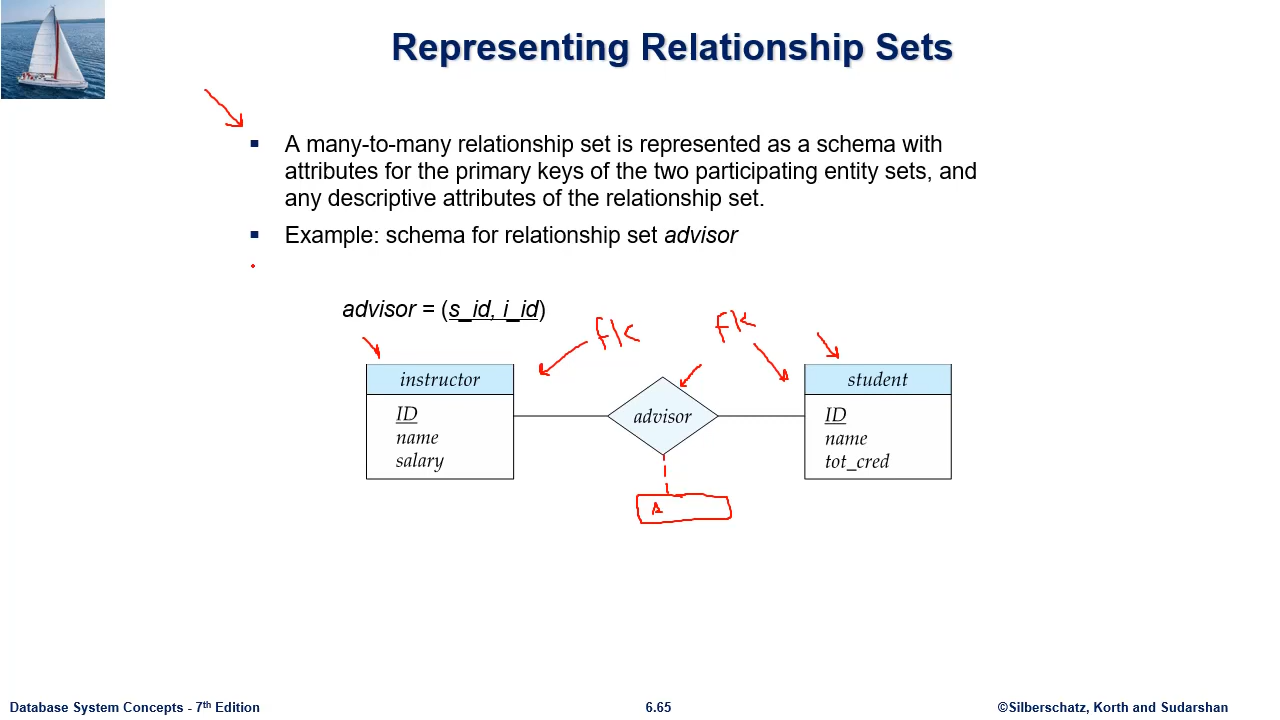 Representing Relationship Sets
▪ A many-to-many relationship set is represented as a schema with
attributes for the primary keys of the two participating entity sets, and
any descriptive attributes of the relationship set.
▪ Example: schema for relationship set advisor
advisor = (s_id, i_id)
fk
fk
instructor
ID
name
salary
advisor
student
ID
name
tot_cred
A
Database System Concepts - 7th Edition
6.65
©Silberschatz, Korth and Sudarshan